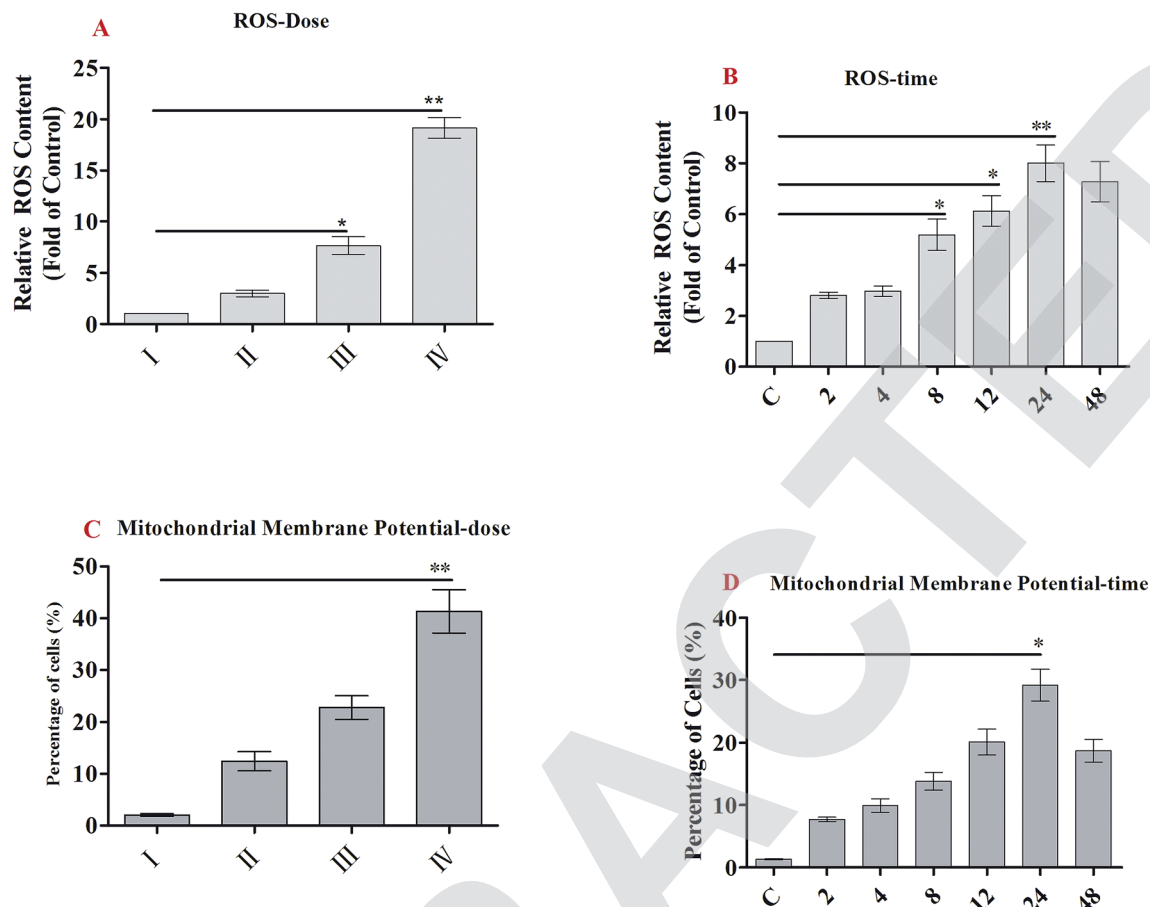 A
ROS-Dose
Relative ROS Content
(Fold of Control)
25
20
15
10
5
0
**
*
I
II
III
IV
B
ROS-time
Relative ROS Content
(Fold of Control)
10
8
6
4
2
0
**
*
*
C
2
4
8
12
24
48
C
Mitochondrial Membrane Potential-dose
Percentage of cells (%)
50
40
30
20
10
0
**
I
II
III
IV
D
Mitochondrial Membrane Potential-time
Percentage of Cells (%)
40
30
20
10
0
*
C
2
4
8
12
24
48